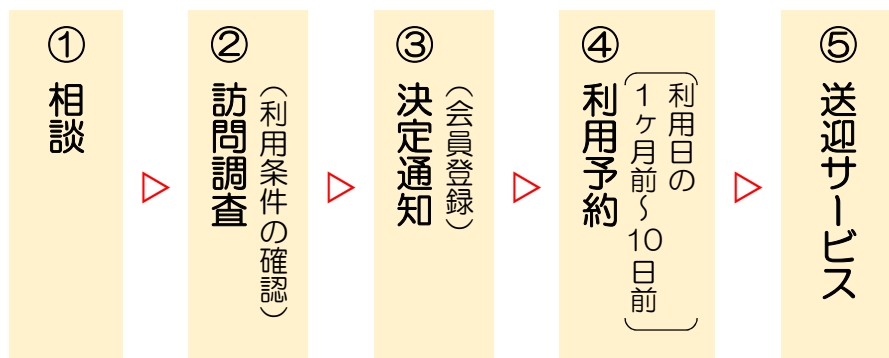 ①
相談
②
訪問調査
（利用条件の確認）
③
決定通知
（会員登録）
④
利用予約
利用日の
1ヶ月前～10日前
⑤
送迎サービス